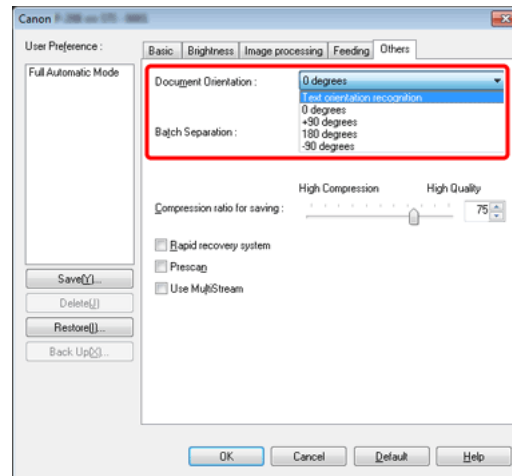 Canon
User Preference :
Full Automatic Mode
Save(Y)...
Delete(J)
Restore(I)...
Back Up(X)...
Basic
Brightness
Image processing
Feeding
Others
Document Orientation :
0 degrees
Text orientation recognition
0 degrees
+90 degrees
180 degrees
-90 degrees
Batch Separation :
High Compression
High Quality
Compression ratio for saving :
75
Rapid recovery system
Prescan
Use MultiStream
OK
Cancel
Default
Help